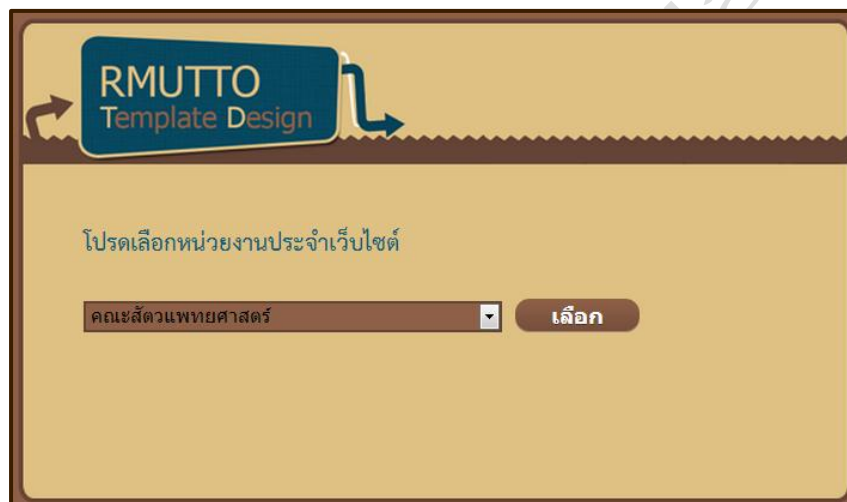 RMUTTO
Template Design
โปรดเลือกหน่วยงานประจำเว็บไซต์
คณะสัตวแพทยศาสตร์
เลือก